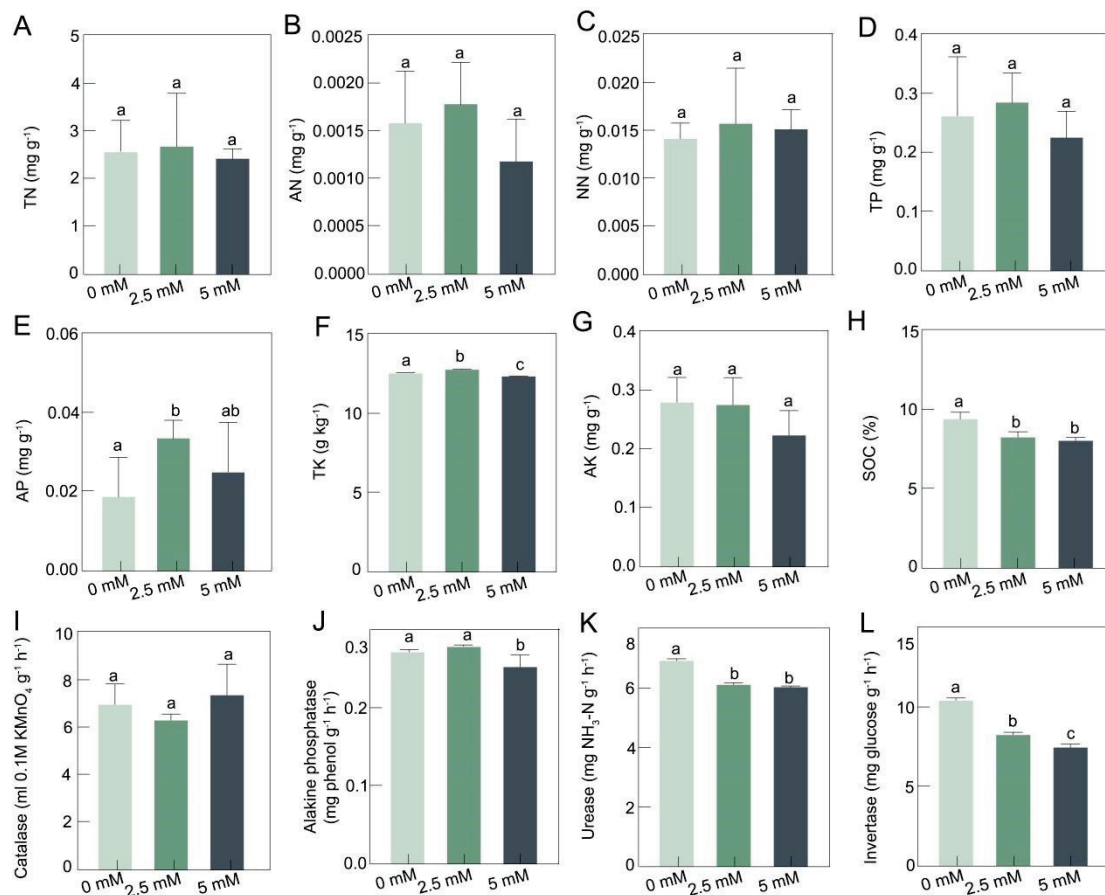 A
5
4
3
2
1
0
TN (mg g⁻¹)
a
a
a
0 mM
2.5 mM
5 mM
B
0.0025
0.0020
0.0015
0.0010
0.0005
0.0000
AN (mg g⁻¹)
a
a
a
0 mM
2.5 mM
5 mM
C
0.025
0.020
0.015
0.010
0.005
0.000
NN (mg g⁻¹)
a
a
a
0 mM
2.5 mM
5 mM
D
0.4
0.3
0.2
0.1
0.0
TP (mg g⁻¹)
a
a
a
0 mM
2.5 mM
5 mM
E
0.06
0.04
0.02
0.00
AP (mg g⁻¹)
a
b
ab
0 mM
2.5 mM
5 mM
F
15
10
5
0
TK (g kg⁻¹)
a
b
c
0 mM
2.5 mM
5 mM
G
0.4
0.3
0.2
0.1
0.0
AK (mg g⁻¹)
a
a
a
0 mM
2.5 mM
5 mM
H
15
10
5
0
SOC (%)
a
b
b
0 mM
2.5 mM
5 mM
I
10
8
6
4
2
0
Catalase (ml 0.1M KMnO₄ g⁻¹ h⁻¹)
a
a
a
0 mM
2.5 mM
5 mM
J
0.3
0.2
0.1
0.0
Alakine phosphatase
(mg phenol g⁻¹ h⁻¹)
a
a
b
0 mM
2.5 mM
5 mM
K
8
6
4
2
0
Urease (mg NH₃-N g⁻¹ h⁻¹)
a
b
b
0 mM
2.5 mM
5 mM
L
15
10
5
0
Invertase (mg glucose g⁻¹ h⁻¹)
a
b
c
0 mM
2.5 mM
5 mM